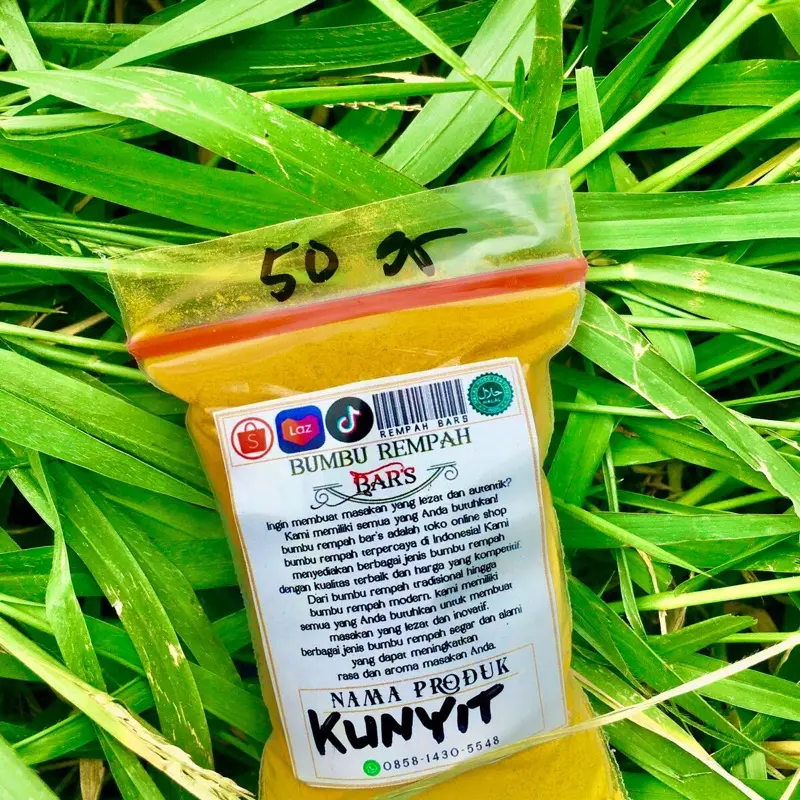 50 gr
S Laz
REMPAH BARS
BUMBU REMPAH
BAR'S
Ingin membuat masakan yang lezat dan autentik?
Kami memiliki semua yang Anda butuhkan!
bumbu rempah bar's adalah toko online shop
bumbu rempah terpercaya di Indonesia! Kami
menyediakan berbagai jenis bumbu rempah
dengan kualitas terbaik dan harga yang kompetitif.
Dari bumbu rempah tradisional hingga
bumbu rempah modern. kami memiliki
semua yang Anda butuhkan untuk membuat
masakan yang lezat dan inovatif.
berbagai jenis bumbu rempah segar dan alami
yang dapat meningkatkan
rasa dan aroma masakan Anda.
NAMA PRODUK
KUNYIT
0858-1430-5548